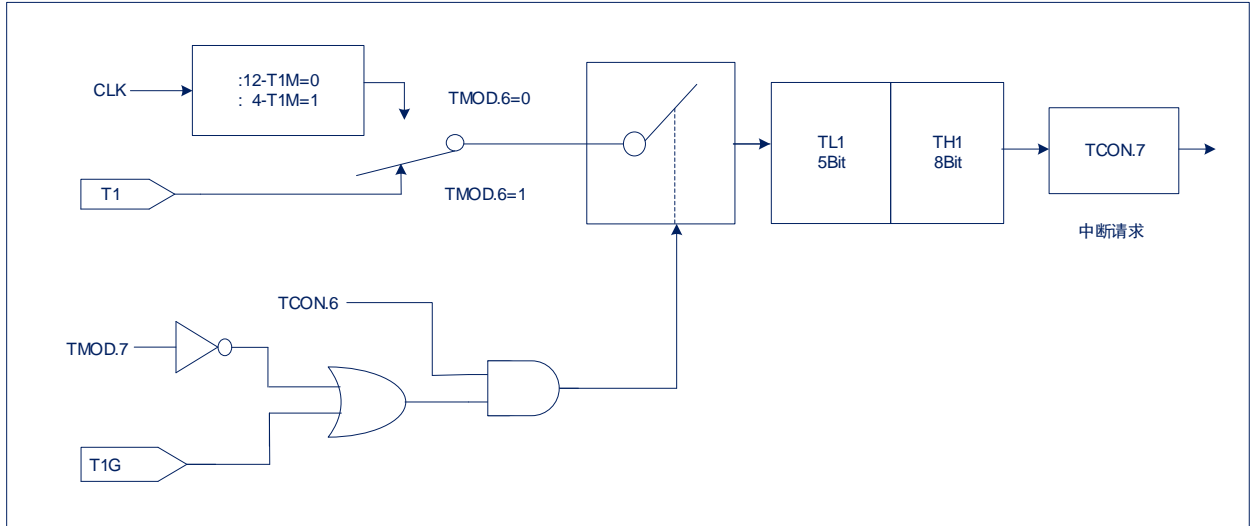 CLK
:12-T1M=0
: 4-T1M=1
TMOD.6=0
T1
TMOD.6=1
TL1
5Bit
TH1
8Bit
TCON.7
中断请求
TCON.6
TMOD.7
T1G